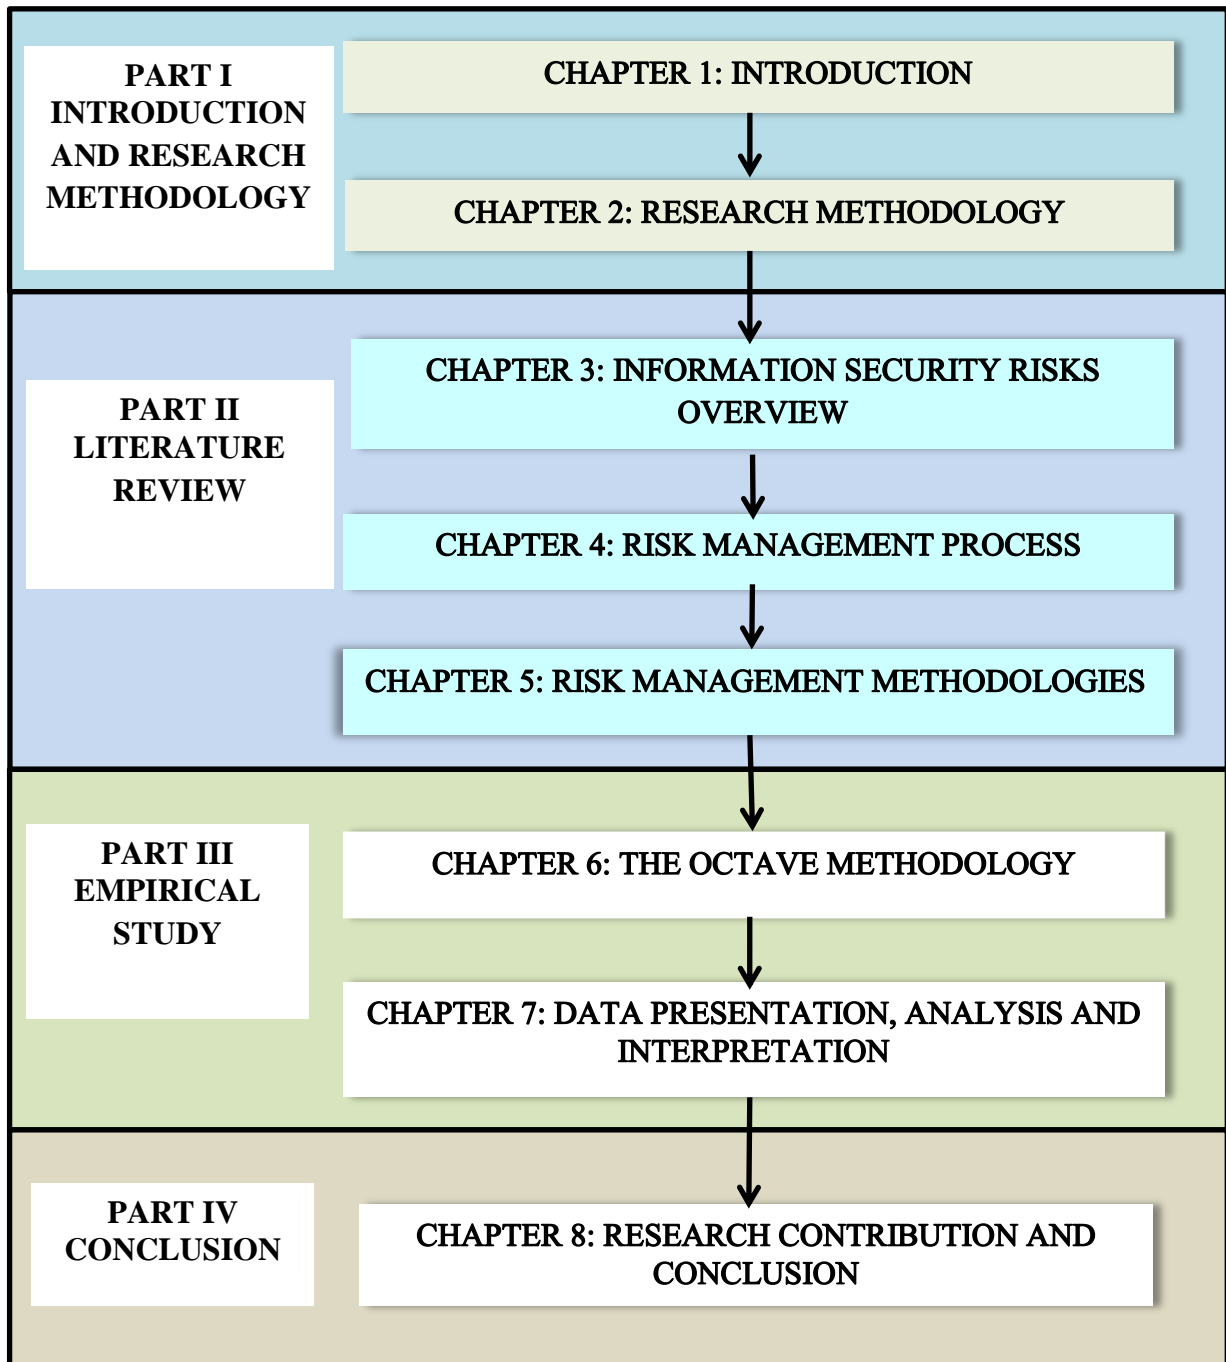 PART I
INTRODUCTION
AND RESEARCH
METHODOLOGY
CHAPTER 1: INTRODUCTION
CHAPTER 2: RESEARCH METHODOLOGY
PART II
LITERATURE
REVIEW
CHAPTER 3: INFORMATION SECURITY RISKS
OVERVIEW
CHAPTER 4: RISK MANAGEMENT PROCESS
CHAPTER 5: RISK MANAGEMENT METHODOLOGIES
PART III
EMPIRICAL
STUDY
CHAPTER 6: THE OCTAVE METHODOLOGY
CHAPTER 7: DATA PRESENTATION, ANALYSIS AND
INTERPRETATION
PART IV
CONCLUSION
CHAPTER 8: RESEARCH CONTRIBUTION AND
CONCLUSION